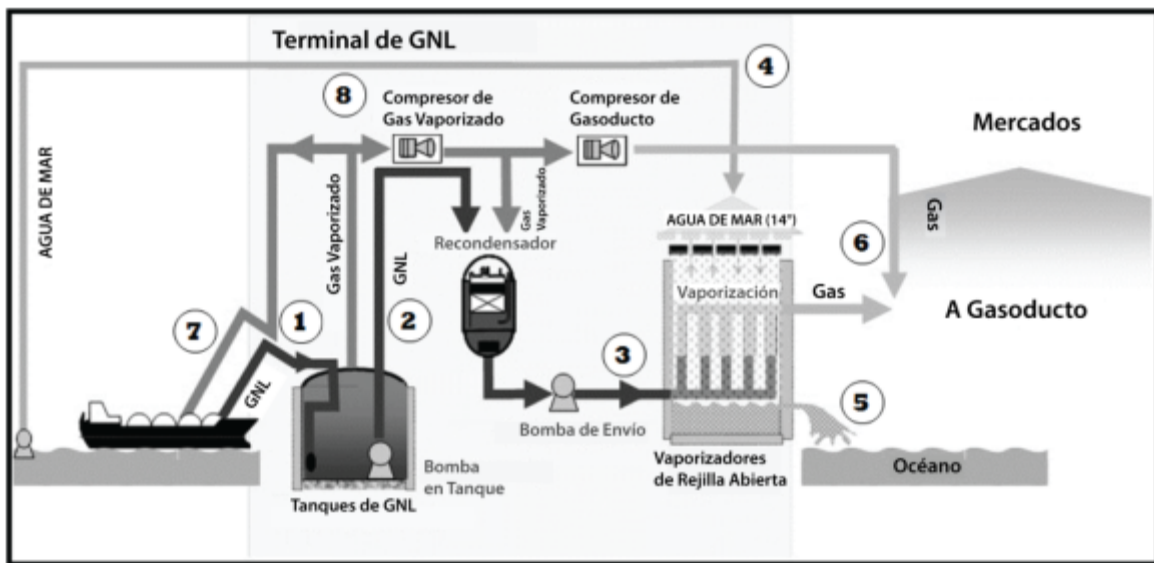 Terminal de GNL
4
8
Compresor de
Gas Vaporizado
Compresor de
Gasoducto
Mercados
AGUA DE MAR
Gas Vaporizado
GNL
Gas
Vaporizado
Recondensador
AGUA DE MAR (14°)
Gas
6
Vaporización
Gas
A Gasoducto
7
1
2
GNL
3
5
Bomba de Envío
Bomba
en Tanque
Tanques de GNL
Vaporizadores
de Rejilla Abierta
Océano